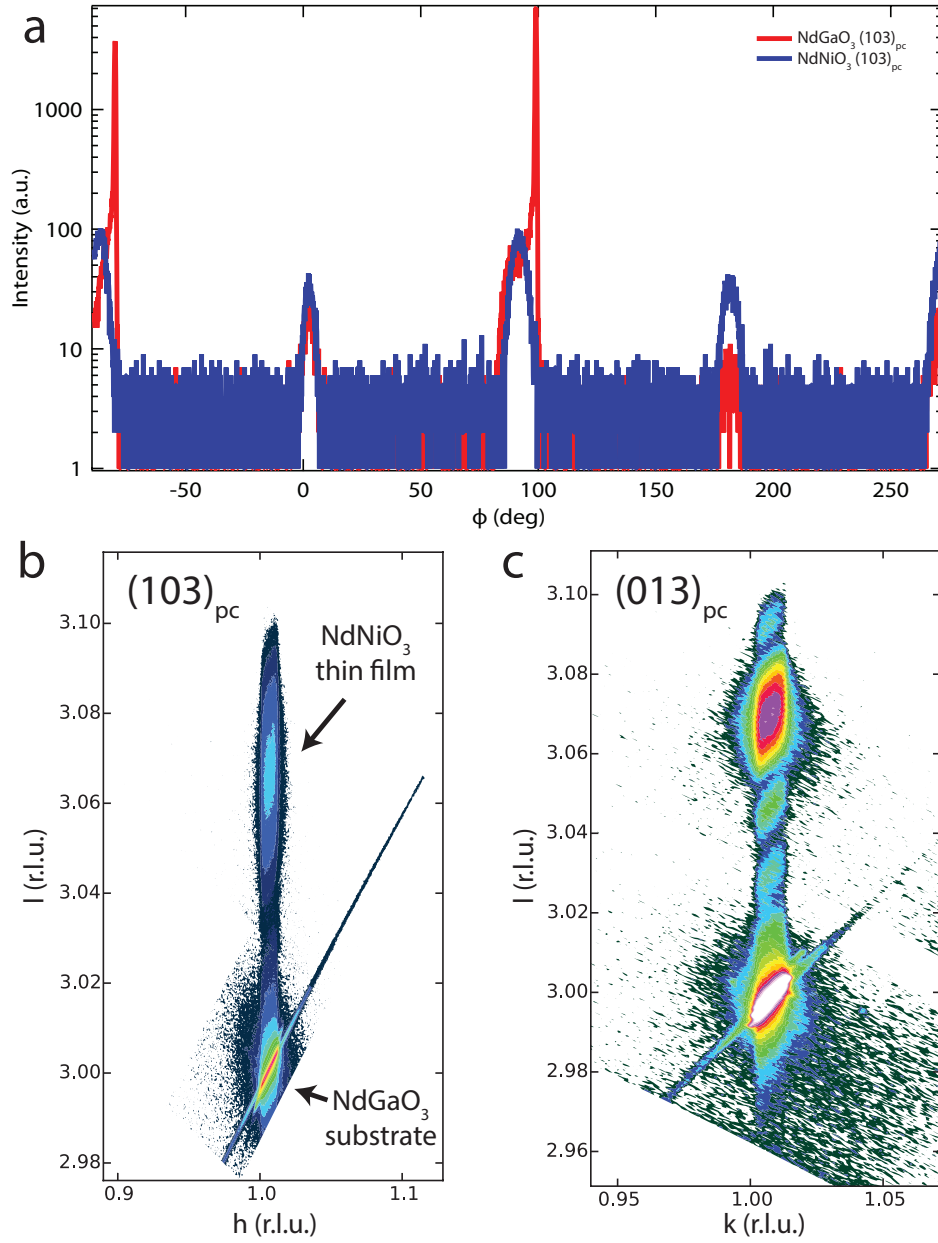 a
NdGaO₃ (103)pc
NdNiO₃ (103)pc
Intensity (a.u.)
1000
100
10
1
-50
0
50
100
150
200
250
ϕ (deg)
b
(103)pc
NdNiO₃
thin film
NdGaO₃
substrate
l (r.l.u.)
3.10
3.08
3.06
3.04
3.02
3.00
2.98
0.9
1.0
1.1
h (r.l.u.)
c
(013)pc
l (r.l.u.)
3.10
3.08
3.06
3.04
3.02
3.00
2.98
2.96
0.95
1.00
1.05
k (r.l.u.)